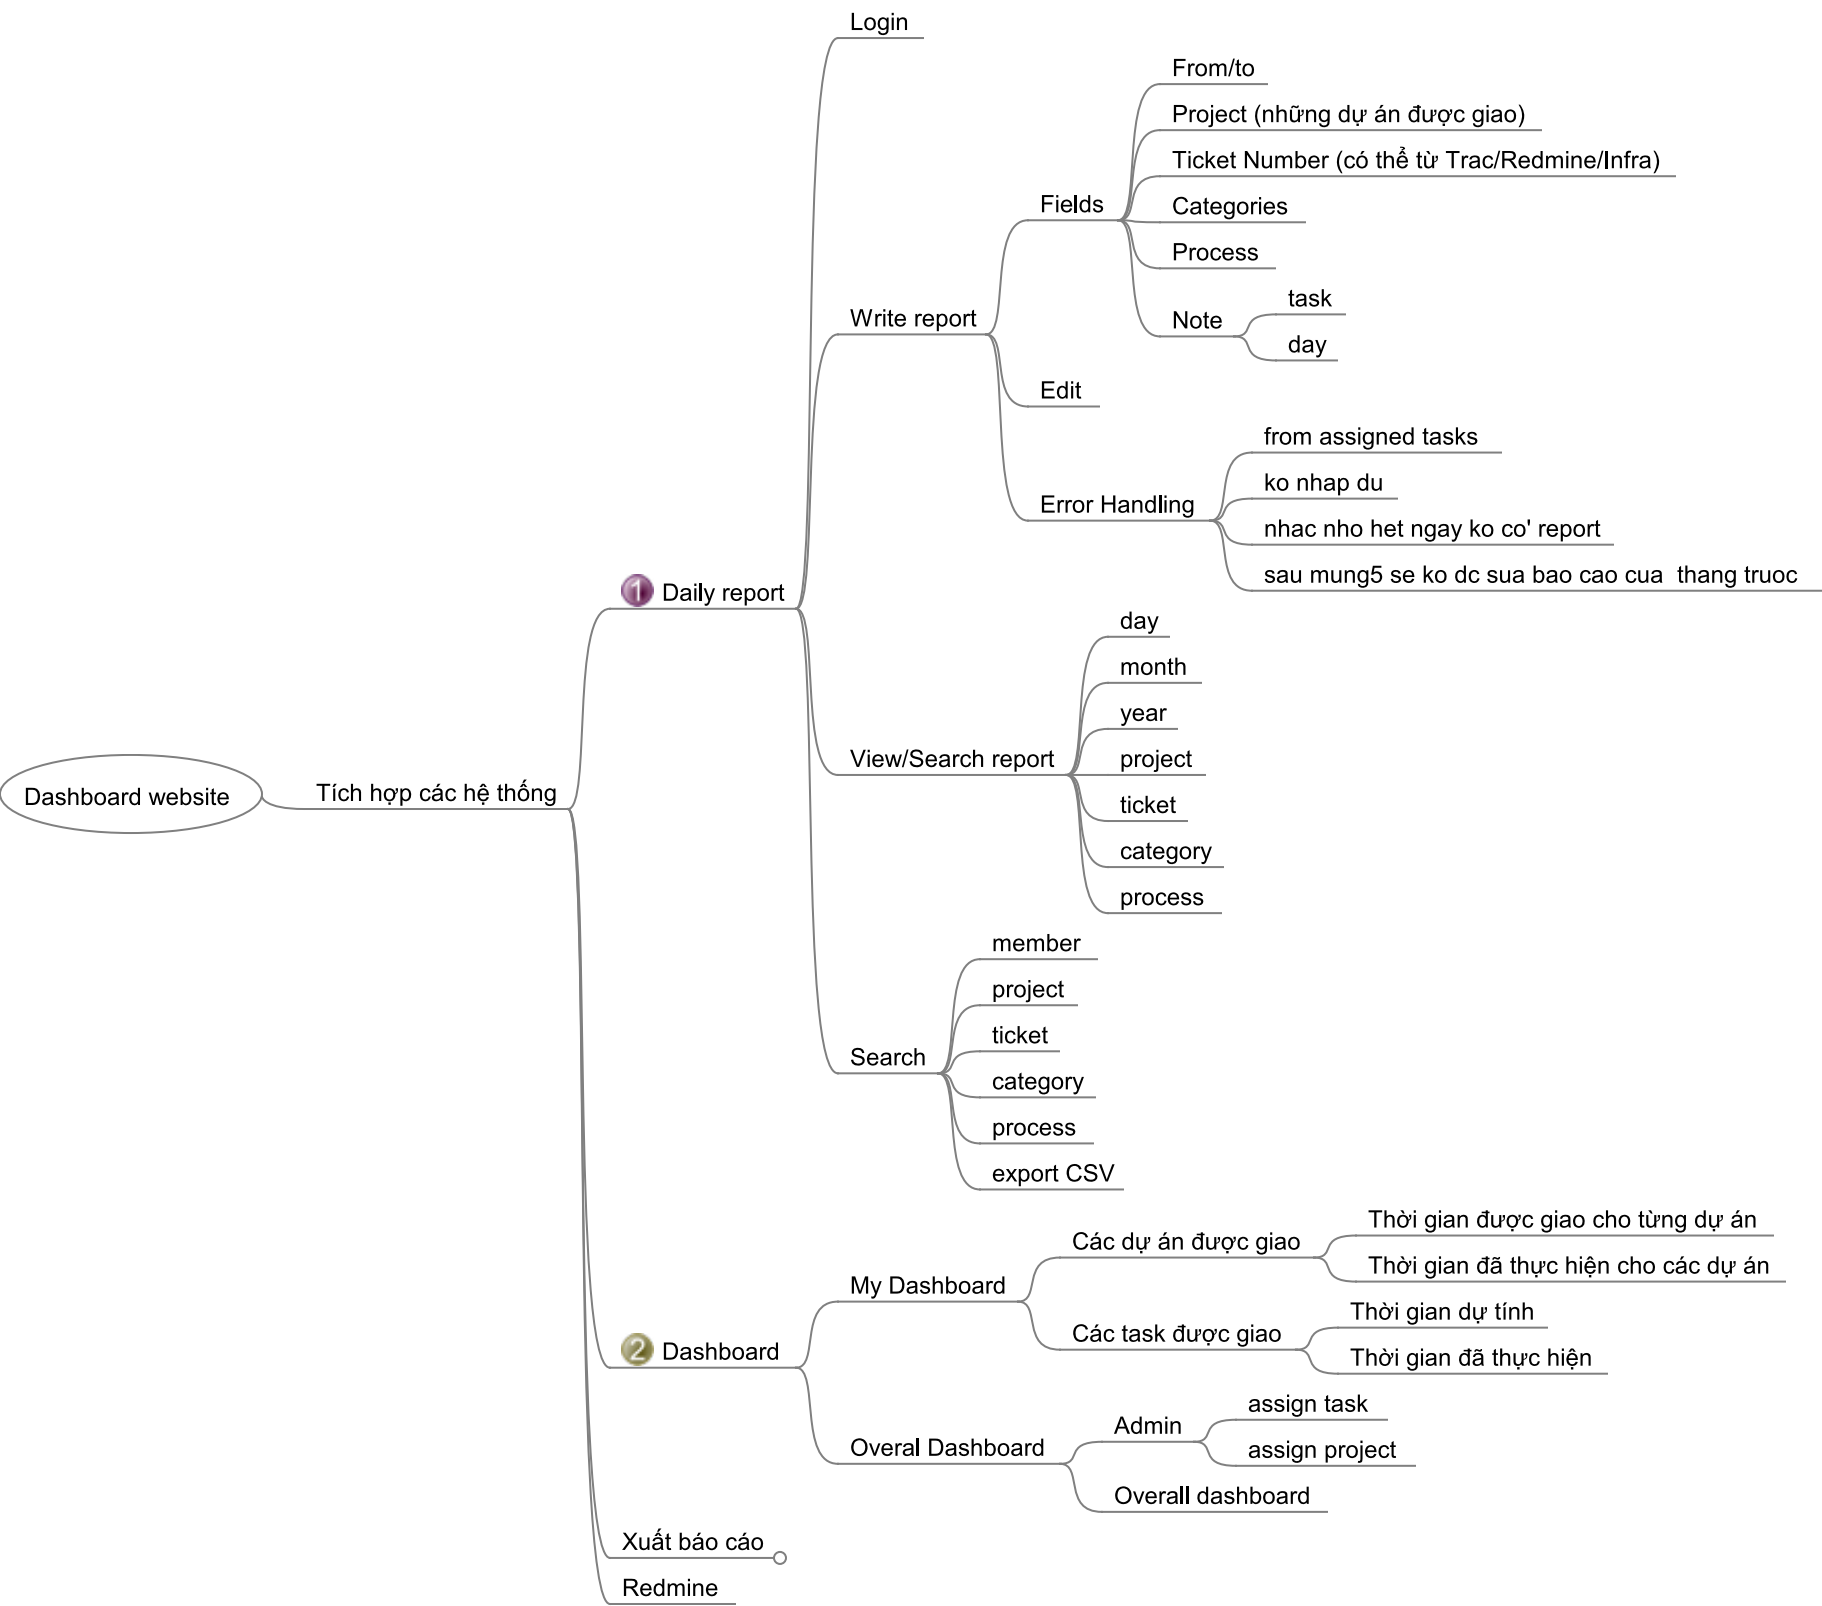 Login
From/to
Project (những dự án được giao)
Ticket Number (có thể từ Trac/Redmine/Infra)
Fields
Categories
Process
task
Note
Write report
day
Edit
from assigned tasks
ko nhap du
Error Handling
nhac nho het ngay ko co' report
sau mung5 se ko dc sua bao cao cua  thang truoc
1 Daily report
day
month
year
View/Search report
project
Dashboard website
Tích hợp các hệ thống
ticket
category
process
member
project
ticket
Search
category
process
export CSV
Thời gian được giao cho từng dự án
Các dự án được giao
Thời gian đã thực hiện cho các dự án
My Dashboard
Thời gian dự tính
Các task được giao
2 Dashboard
Thời gian đã thực hiện
assign task
Admin
Overal Dashboard
assign project
Overall dashboard
Xuất báo cáo
Redmine